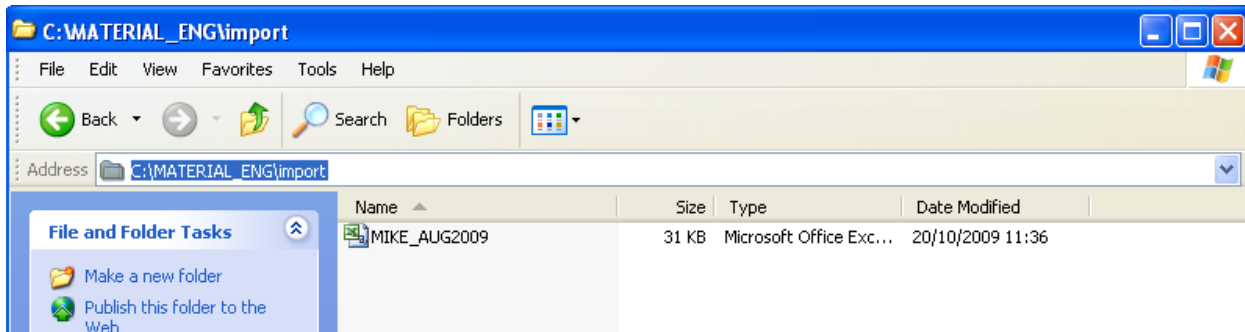 C:\MATERIAL_ENG\import
File Edit View Favorites Tools Help
Back Search Folders
Address C:\MATERIAL_ENG\import
Name Size Type Date Modified
File and Folder Tasks
MIKE_AUG2009 31 KB Microsoft Office Exc... 20/10/2009 11:36
Make a new folder
Publish this folder to the
Web